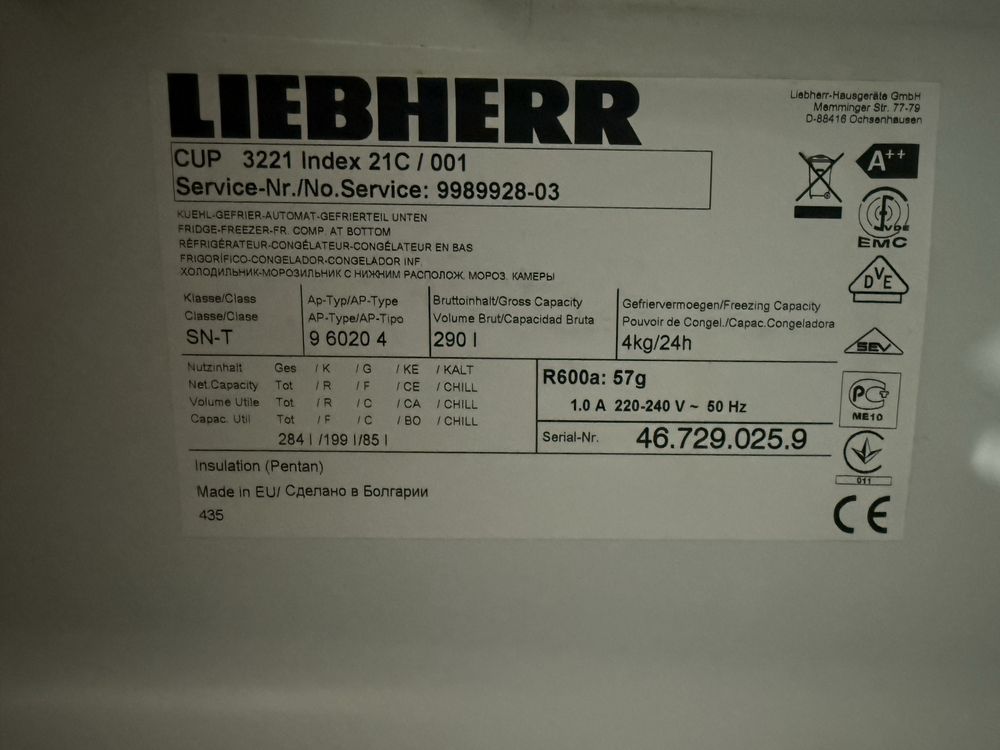 LIEBHERR
Liebherr-Hausgeräte GmbH
Memminger Str. 77-79
D-88416 Ochsenhausen
CUP 3221 Index 21C / 001
Service-Nr./No.Service: 9989928-03
A++
KUEHL-GEFRIER-AUTOMAT-GEFRIERTEIL UNTEN
FRIDGE-FREEZER-FR. COMP. AT BOTTOM
RÉFRIGÉRATEUR-CONGÉLATEUR-CONGÉLATEUR EN BAS
FRIGORÍFICO-CONGELADOR-CONGELADOR INF.
ХОЛОДИЛЬНИК-МОРОЗИЛЬНИК С НИЖНИМ РАСПОЛОЖ. МОРОЗ. КАМЕРЫ
VDE
EMC
DVE
Klasse/Class
Classe/Clase
SN-T
Ap-Typ/AP-Type
AP-Type/AP-Tipo
9 6020 4
Bruttoinhalt/Gross Capacity
Volume Brut/Capacidad Bruta
290 l
Gefriervermoegen/Freezing Capacity
Pouvoir de Congel./Capac.Congeladora
4kg/24h
SEV
Nutzinhalt Ges / K / G / KE / KALT
Net.Capacity Tot / R / F / CE / CHILL
Volume Utile Tot / R / C / CA / CHILL
Capac. Util Tot / F / C / BO / CHILL
284 l /199 l/85 l
R600a: 57g
1.0 A 220-240 V ~ 50 Hz
Serial-Nr. 46.729.025.9
ME10
011
Insulation (Pentan)
Made in EU/ Сделано в Болгарии
435
CE